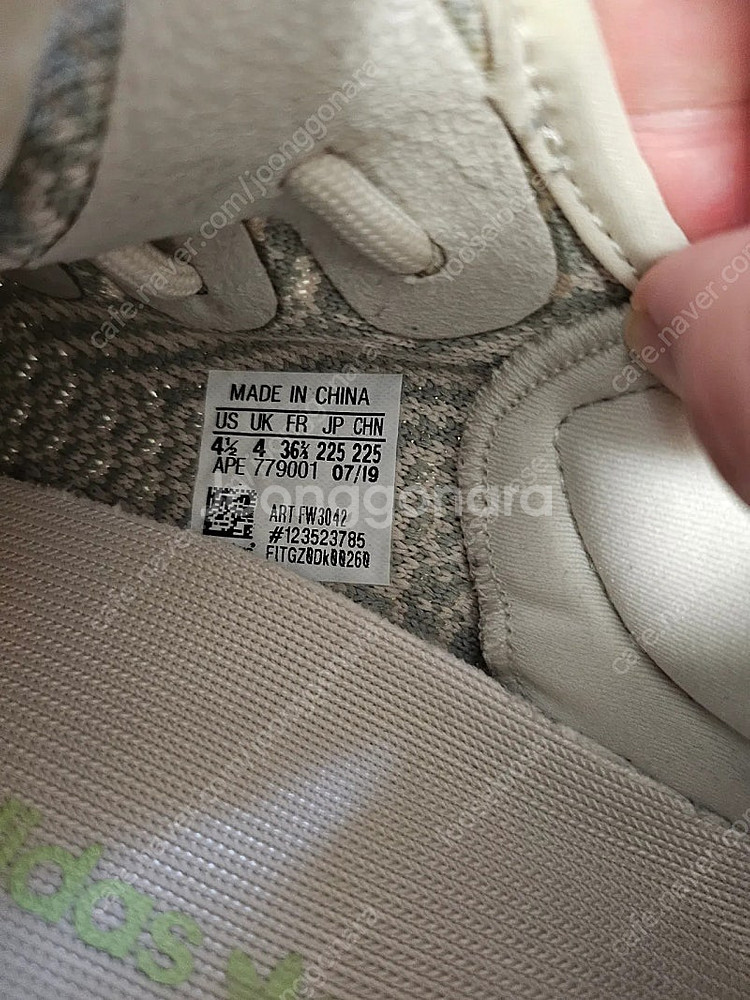 MADE IN CHINA
US UK FR JP CHN
4½ 4 36⅔ 225 225
APE 779001 07/19
ART FW3042
#123523785
FITGZ0Dk00260
Joonggonara
cafe.naver.com/joonggonara
didas